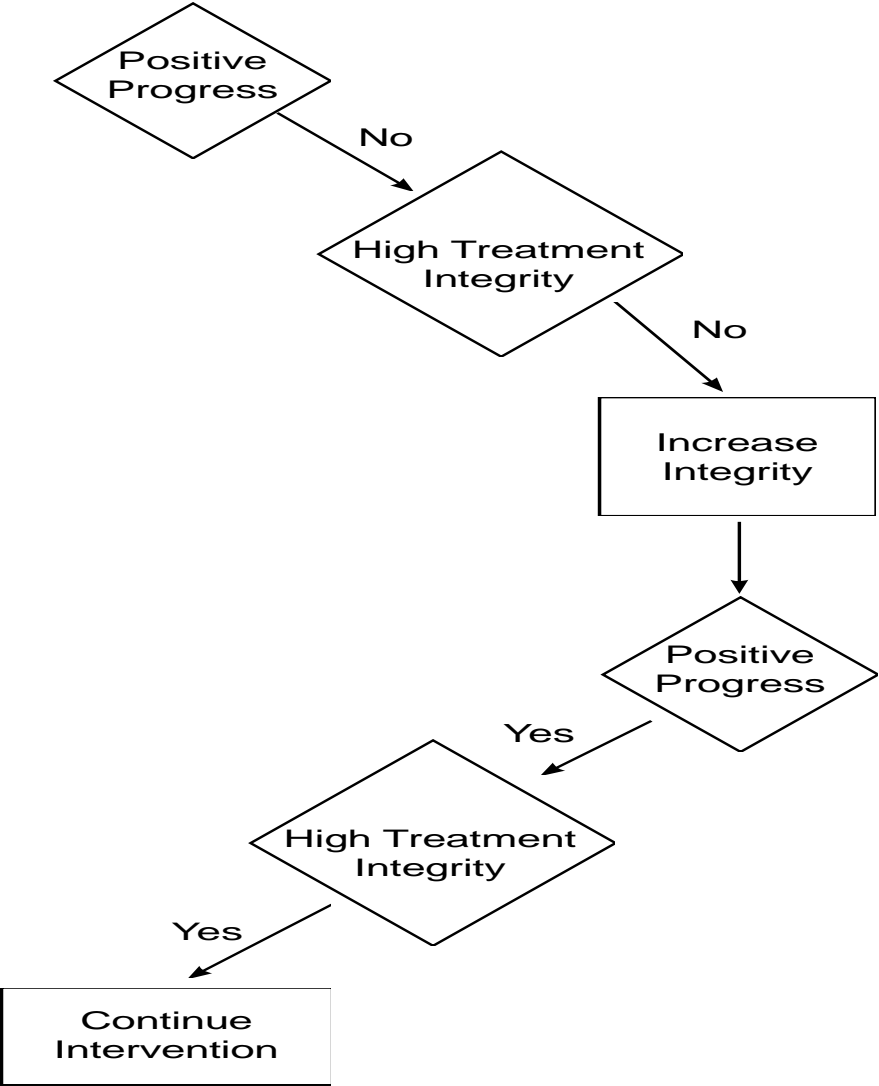 Positive
Progress
No
High Treatment
Integrity
No
Increase
Integrity
Positive
Progress
Yes
High Treatment
Integrity
Yes
Continue
Intervention